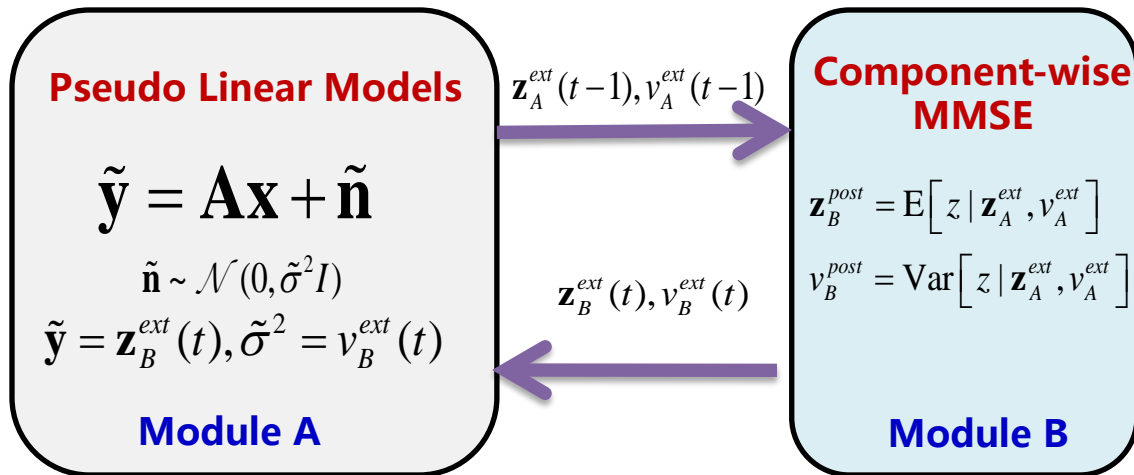 Pseudo Linear Models
ỹ = Ax + ñ
ñ ~ 𝒩(0, σ̃²I)
ỹ = z_B^{ext}(t), σ̃² = v_B^{ext}(t)
Module A
z_A^{ext}(t−1), v_A^{ext}(t−1)
z_B^{ext}(t), v_B^{ext}(t)
Component-wise
MMSE
z_B^{post} = E[z | z_A^{ext}, v_A^{ext}]
v_B^{post} = Var[z | z_A^{ext}, v_A^{ext}]
Module B